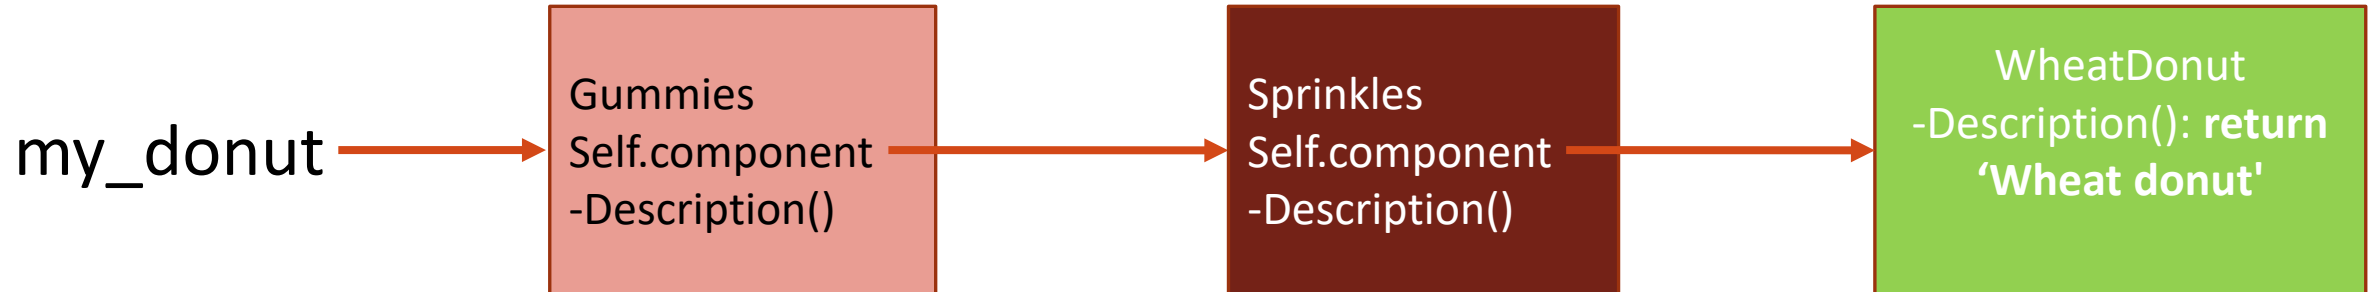 my_donut
Gummies
Self.component
-Description()
Sprinkles
Self.component
-Description()
WheatDonut
-Description(): return
‘Wheat donut'